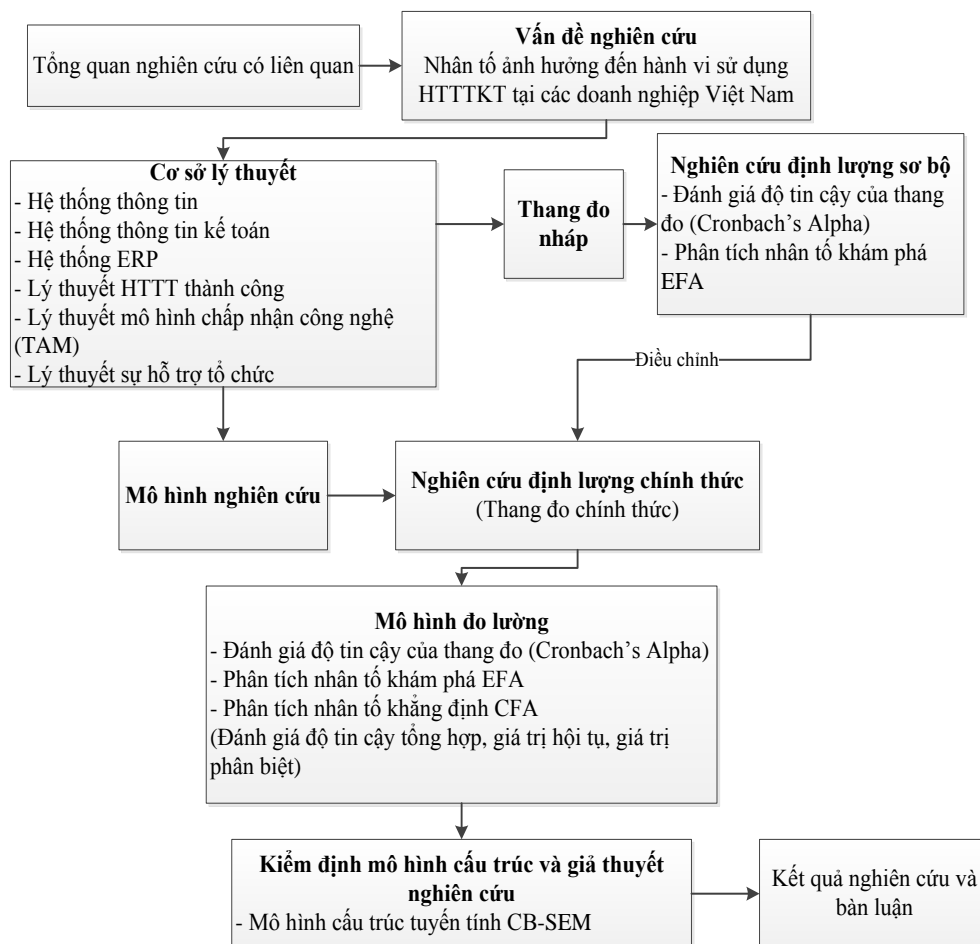 Tổng quan nghiên cứu có liên quan
Vấn đề nghiên cứu
Nhân tố ảnh hưởng đến hành vi sử dụng
HTTTKT tại các doanh nghiệp Việt Nam
Cơ sở lý thuyết
- Hệ thống thông tin
- Hệ thống thông tin kế toán
- Hệ thống ERP
- Lý thuyết HTTT thành công
- Lý thuyết mô hình chấp nhận công nghệ
(TAM)
- Lý thuyết sự hỗ trợ tổ chức
Thang đo
nháp
Nghiên cứu định lượng sơ bộ
- Đánh giá độ tin cậy của thang
đo (Cronbach’s Alpha)
- Phân tích nhân tố khám phá
EFA
Điều chỉnh
Mô hình nghiên cứu
Nghiên cứu định lượng chính thức
(Thang đo chính thức)
Mô hình đo lường
- Đánh giá độ tin cậy của thang đo (Cronbach’s Alpha)
- Phân tích nhân tố khám phá EFA
- Phân tích nhân tố khẳng định CFA
(Đánh giá độ tin cậy tổng hợp, giá trị hội tụ, giá trị
phân biệt)
Kiểm định mô hình cấu trúc và giả thuyết
nghiên cứu
- Mô hình cấu trúc tuyến tính CB-SEM
Kết quả nghiên cứu và
bàn luận